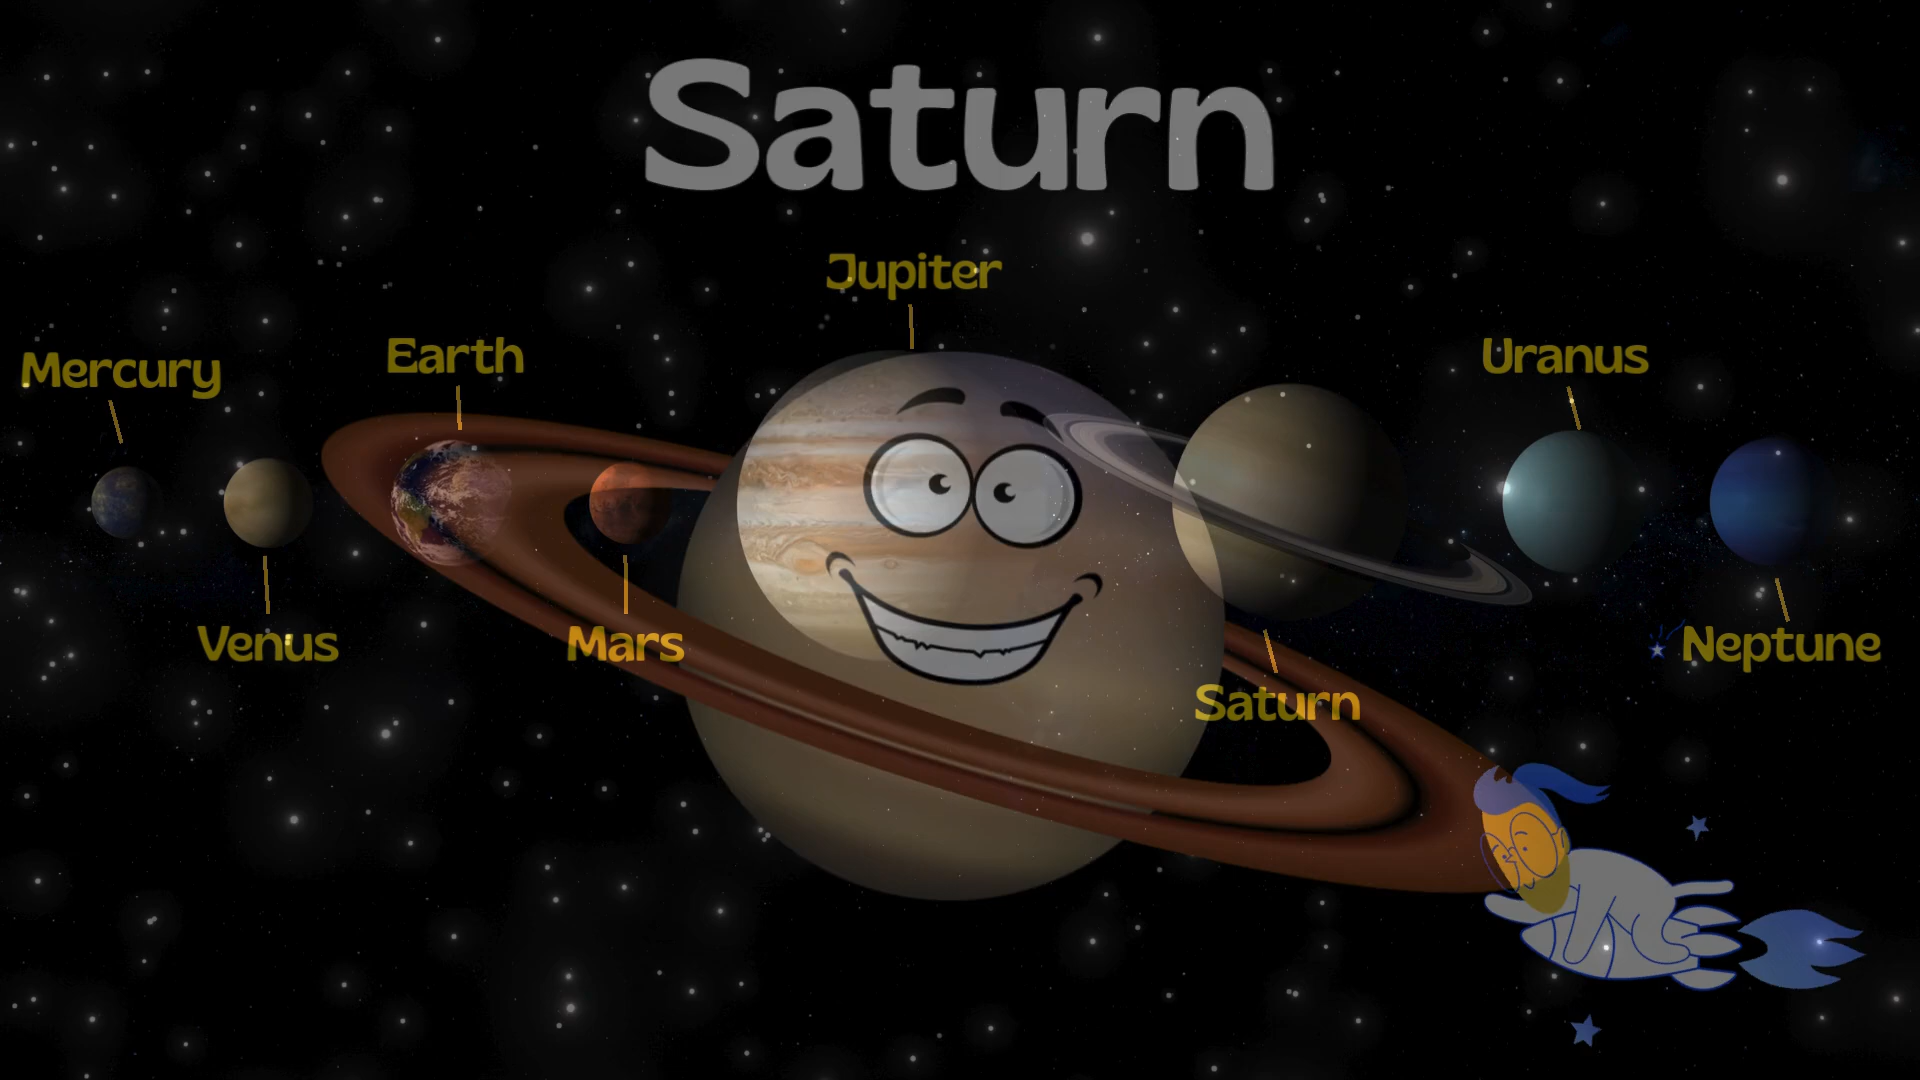 Saturn
Jupiter
Mercury
Earth
Uranus
Venus
Mars
Saturn
Neptune